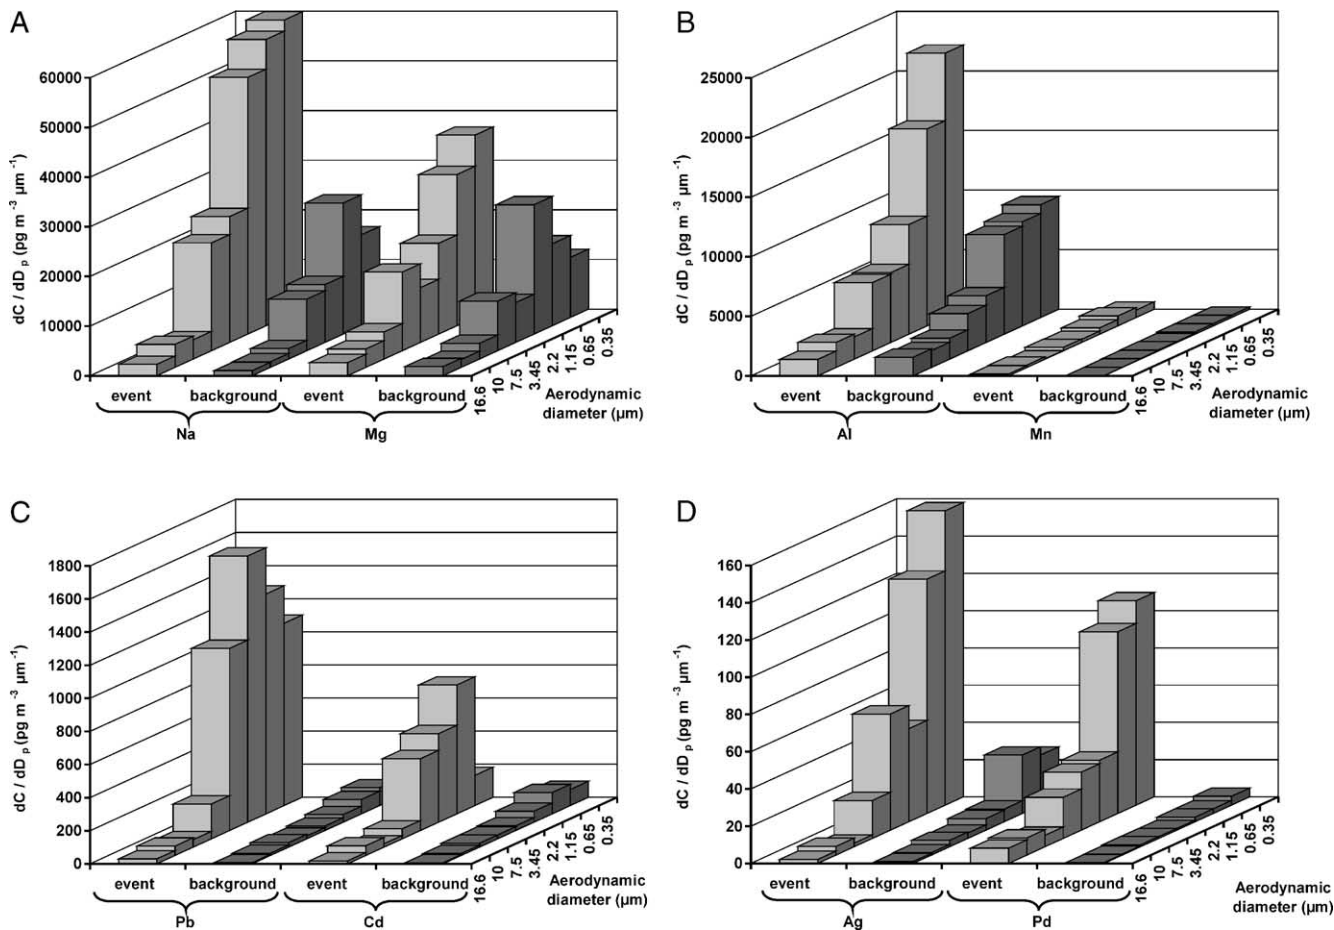 A
60000
50000
40000
30000
20000
10000
0
dC / dD p (pg m -3 µm -1)
event
background
event
background
Na
Mg
16.6
10
7.5
3.45
2.2
1.15
0.65
0.35
Aerodynamic
diameter (µm)
B
25000
20000
15000
10000
5000
0
dC / dD p (pg m -3 µm -1)
event
background
event
background
Al
Mn
16.6
10
7.5
3.45
2.2
1.15
0.65
0.35
Aerodynamic
diameter (µm)
C
1800
1600
1400
1200
1000
800
600
400
200
0
dC / dD p (pg m -3 µm -1)
event
background
event
background
Pb
Cd
16.6
10
7.5
3.45
2.2
1.15
0.65
0.35
Aerodynamic
diameter (µm)
D
160
140
120
100
80
60
40
20
0
dC / dD p (pg m -3 µm -1)
event
background
event
background
Ag
Pd
16.6
10
7.5
3.45
2.2
1.15
0.65
0.35
Aerodynamic
diameter (µm)